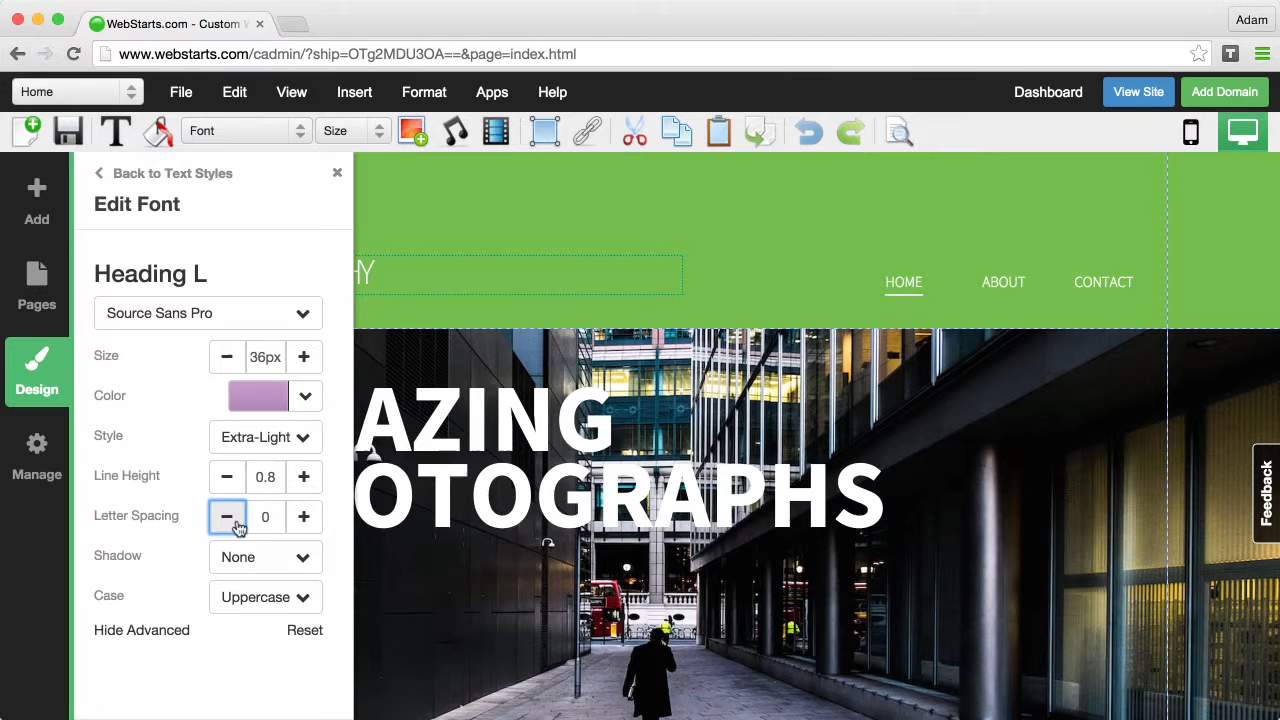 WebStarts.com - Custom W
Adam
www.webstarts.com/cadmin/?ship=OTg2MDU3OA==&page=index.html
Home
File
Edit
View
Insert
Format
Apps
Help
Dashboard
View Site
Add Domain
Font
Size
Add
Pages
Design
Manage
Back to Text Styles
Edit Font
Heading L
Source Sans Pro
Size
36px
Color
Style
Extra-Light
Line Height
0.8
Letter Spacing
0
Shadow
None
Case
Uppercase
Hide Advanced
Reset
HY
HOME
ABOUT
CONTACT
AZING
OTOGRAPHS
Feedback